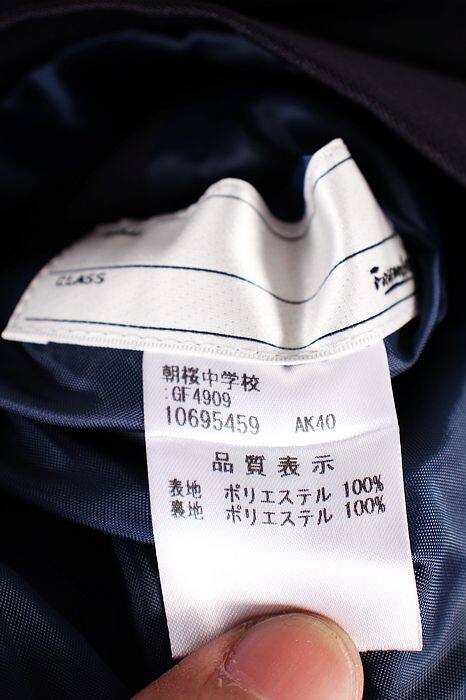 CLASS
朝桜中学校
:GF4909
10695459 AK40
品質表示
表地 ポリエステル 100%
裏地 ポリエステル 100%